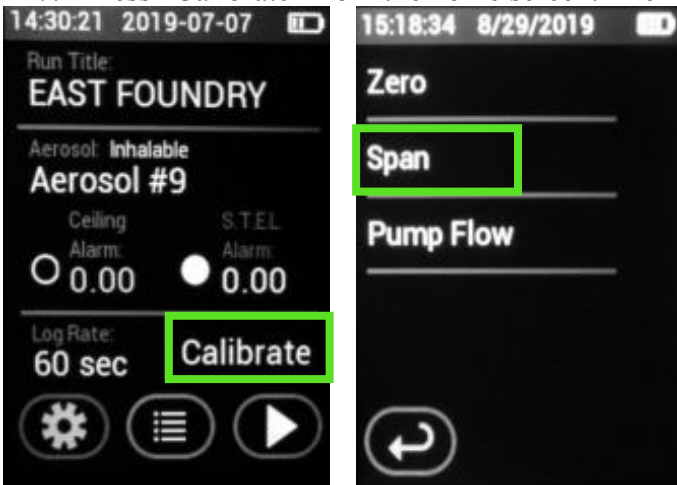 14:30:21 2019-07-07
Run Title:
EAST FOUNDRY
Aerosol: Inhalable
Aerosol #9
Ceiling S.T.E.L.
Alarm: Alarm:
0.00 0.00
Log Rate:
60 sec
Calibrate
15:18:34 8/29/2019
Zero
Span
Pump Flow